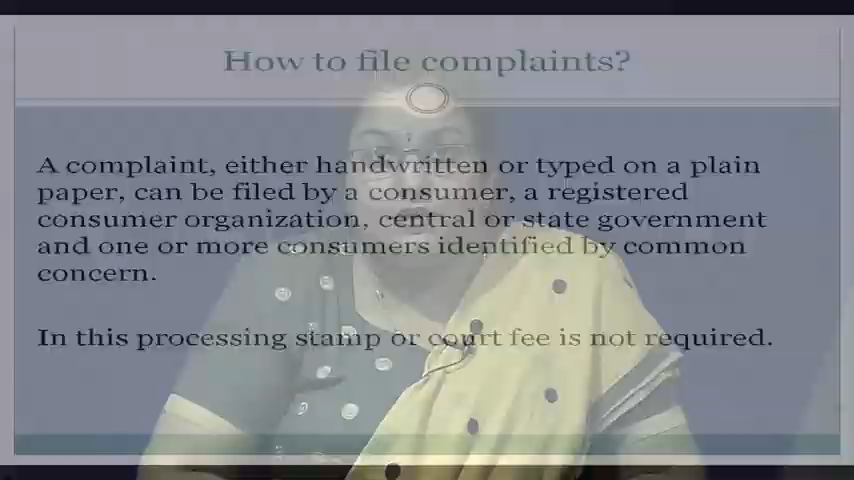 How to file complaints?
A complaint, either handwritten or typed on a plain
paper, can be filed by a consumer, a registered
consumer organization, central or state government
and one or more consumers identified by common
concern.
In this processing stamp or court fee is not required.